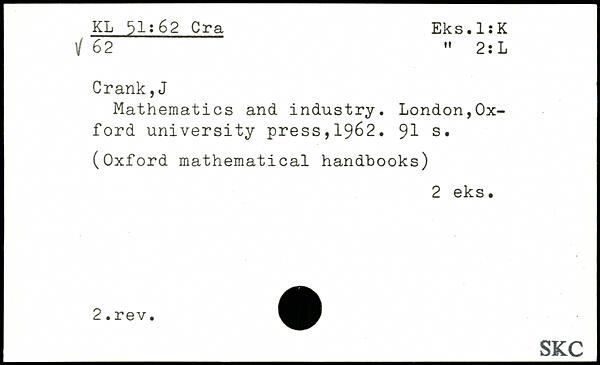 KL 51:62 Cra Eks.1:K
√ 62 " 2:L
Crank,J
Mathematics and industry. London,Ox-
ford university press,1962. 91 s.
(Oxford mathematical handbooks)
2 eks.
2.rev.
SKC